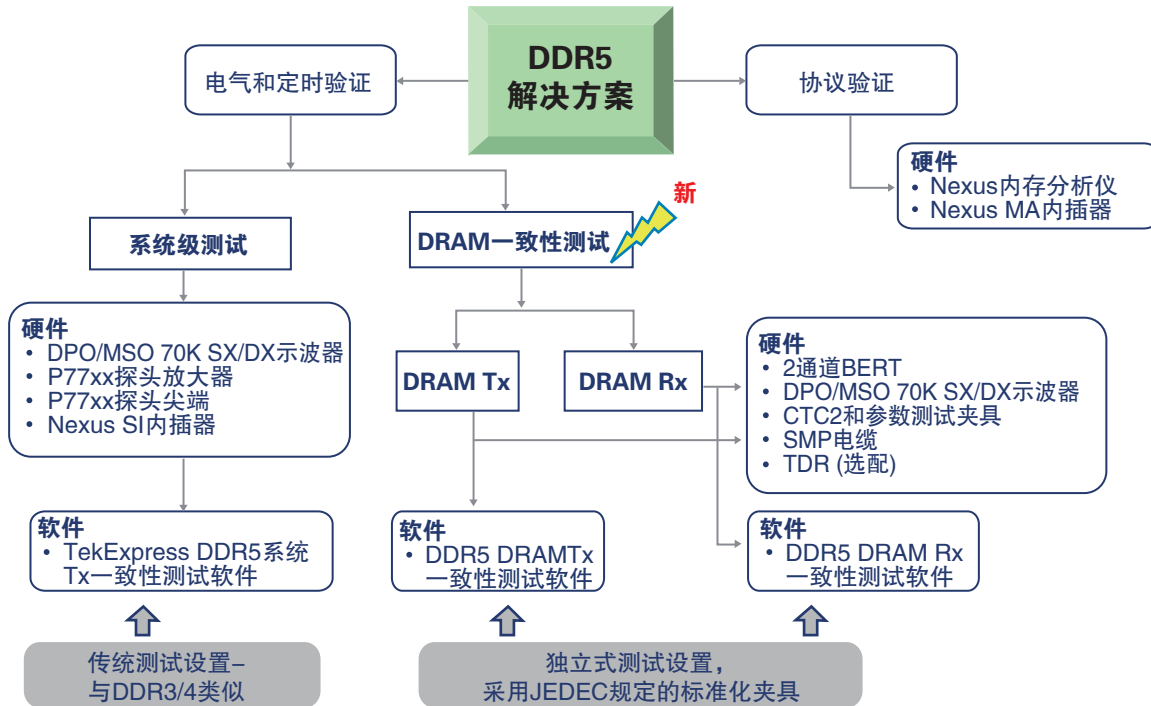 DDR5
解决方案
电气和定时验证
协议验证
硬件
• Nexus内存分析仪
• Nexus MA内插器
新
系统级测试
DRAM一致性测试
硬件
• DPO/MSO 70K SX/DX示波器
• P77xx探头放大器
• P77xx探头尖端
• Nexus SI内插器
DRAM Tx
DRAM Rx
硬件
• 2通道BERT
• DPO/MSO 70K SX/DX示波器
• CTC2和参数测试夹具
• SMP电缆
• TDR (选配)
软件
• TekExpress DDR5系统
Tx一致性测试软件
软件
• DDR5 DRAMTx
一致性测试软件
软件
• DDR5 DRAM Rx
一致性测试软件
传统测试设置–
与DDR3/4类似
独立式测试设置，
采用JEDEC规定的标准化夹具